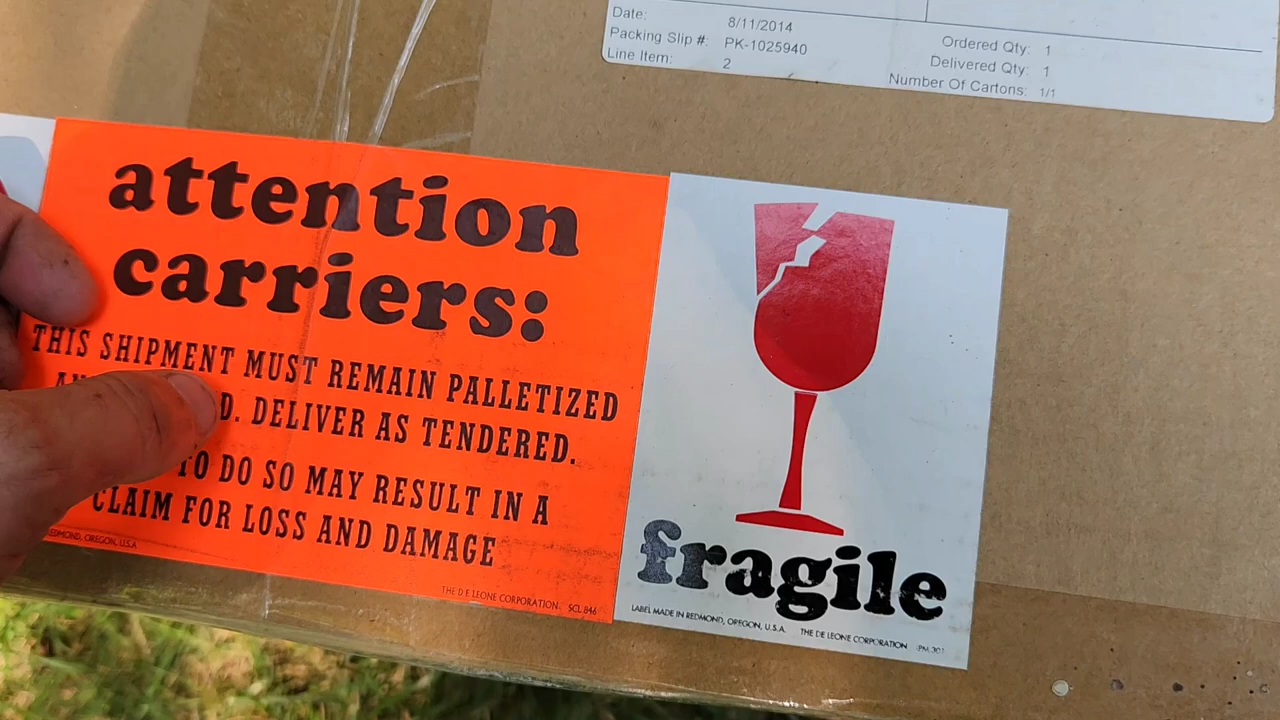 Date: 8/11/2014
Packing Slip #: PK-1025940
Line Item: 2
Ordered Qty: 1
Delivered Qty: 1
Number Of Cartons: 1/1
attention
carriers:
THIS SHIPMENT MUST REMAIN PALLETIZED
DELIVER AS TENDERED.
TO DO SO MAY RESULT IN A
CLAIM FOR LOSS AND DAMAGE
REDMOND, OREGON, U.S.A
THE D E LEONE CORPORATION SCL 846
fragile
LABEL MADE IN REDMOND, OREGON, U.S.A. THE DE LEONE CORPORATION PM 301